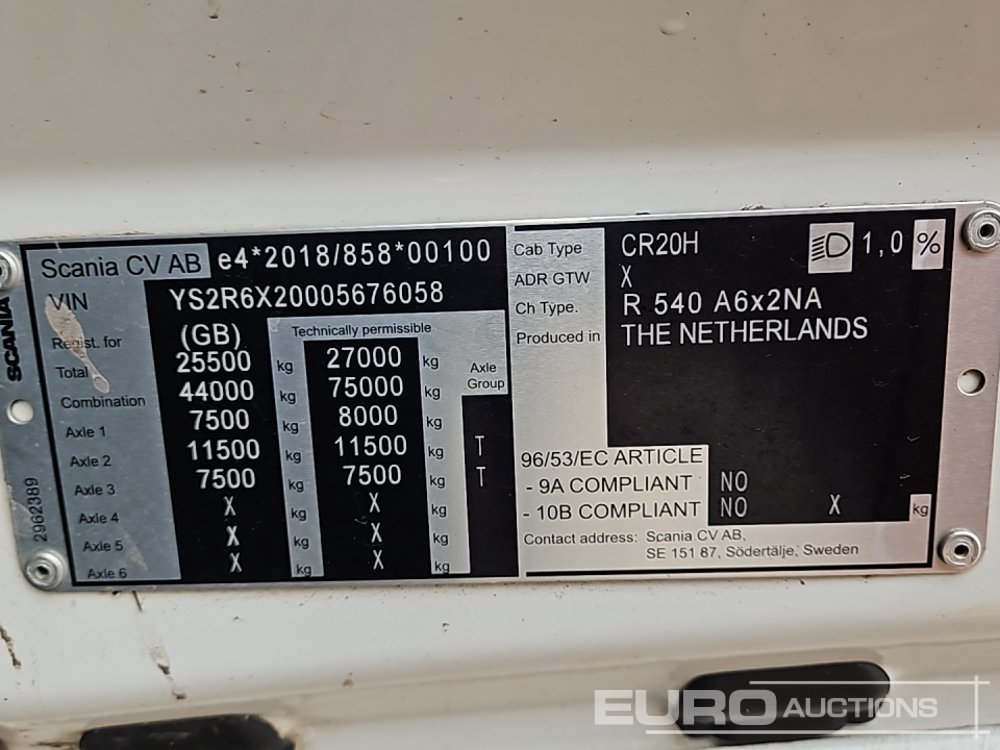 SCANIA
2962389
Scania CV AB e4*2018/858*00100
VIN YS2R6X20005676058
Regist. for (GB) Technically permissible
Total 25500 kg 27000 kg Axle Group
Combination 44000 kg 75000 kg
Axle 1 7500 kg 8000 kg
Axle 2 11500 kg 11500 kg T
Axle 3 7500 kg 7500 kg T
Axle 4 X kg X kg
Axle 5 X kg X kg
Axle 6 X kg X kg
Cab Type CR20H 1,0 %
ADR GTW X
Ch Type. R 540 A6x2NA
Produced in THE NETHERLANDS
96/53/EC ARTICLE
- 9A COMPLIANT NO
- 10B COMPLIANT NO X kg
Contact address: Scania CV AB,
SE 151 87, Södertälje, Sweden
EURO AUCTIONS